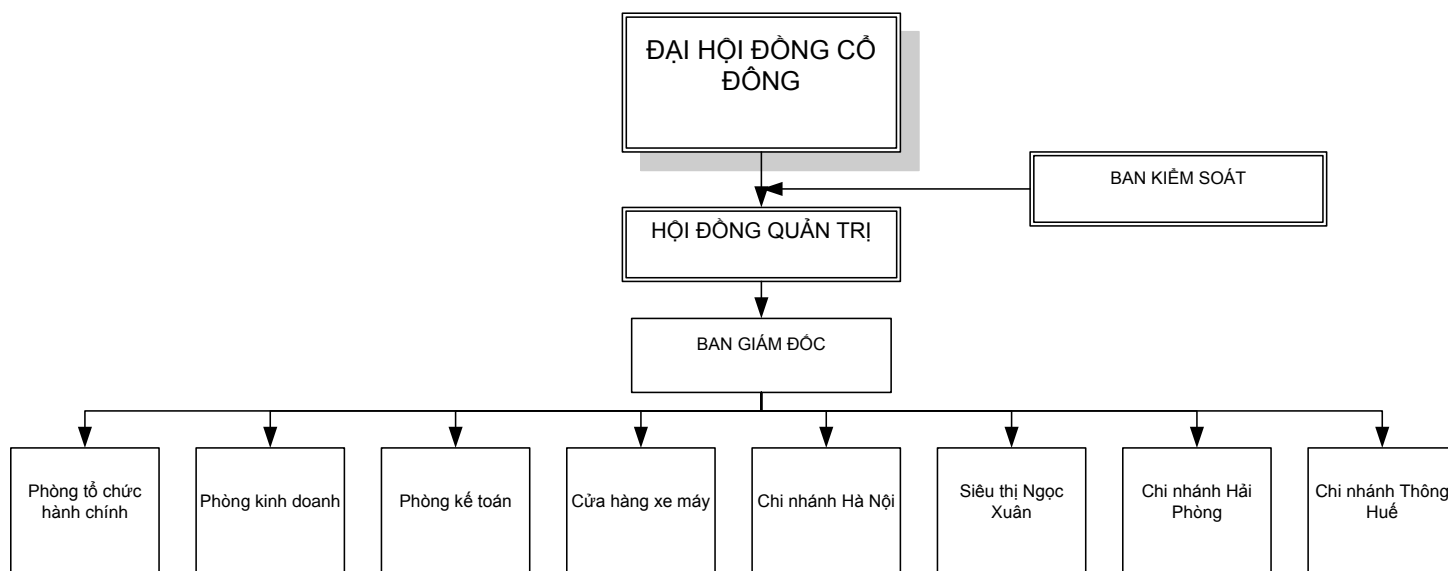 ĐẠI HỘI ĐỒNG CỔ
ĐÔNG
BAN KIỂM SOÁT
HỘI ĐỒNG QUẢN TRỊ
BAN GIÁM ĐỐC
Phòng tổ chức
hành chính
Phòng kinh doanh
Phòng kế toán
Cửa hàng xe máy
Chi nhánh Hà Nội
Siêu thị Ngọc
Xuân
Chi nhánh Hải
Phòng
Chi nhánh Thông
Huế